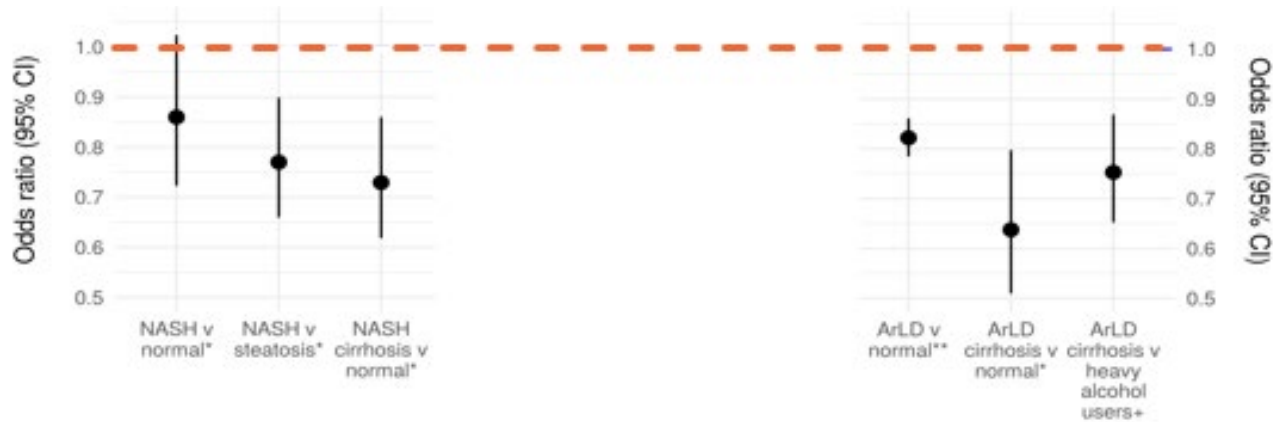 Odds ratio (95% CI)
1.0
0.9
0.8
0.7
0.6
0.5
NASH v
normal*
NASH v
steatosis*
NASH
cirrhosis v
normal*
ArLD v
normal**
ArLD
cirrhosis v
normal*
ArLD
cirrhosis v
heavy
alcohol
users+
1.0
0.9
0.8
0.7
0.6
0.5
Odds ratio (95% CI)